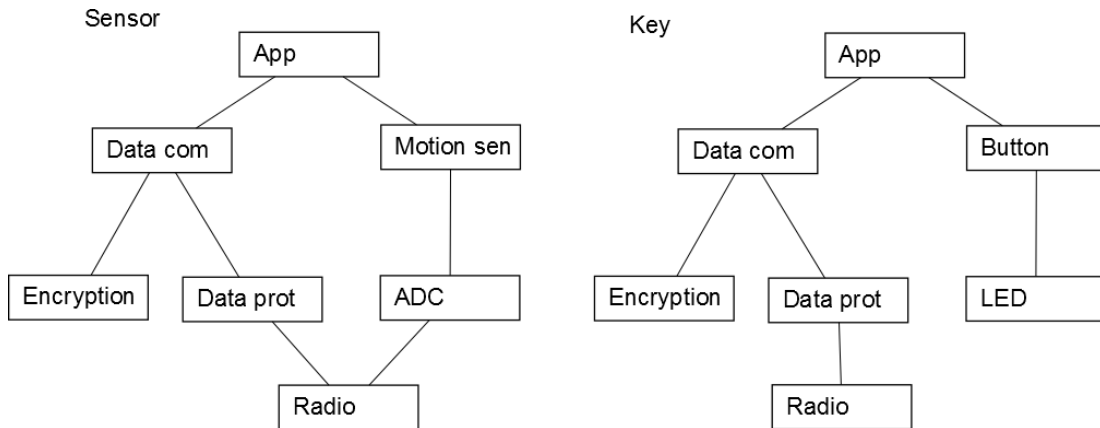 Sensor
App
Data com
Motion sen
Encryption
Data prot
ADC
Radio
Key
App
Data com
Button
Encryption
Data prot
LED
Radio